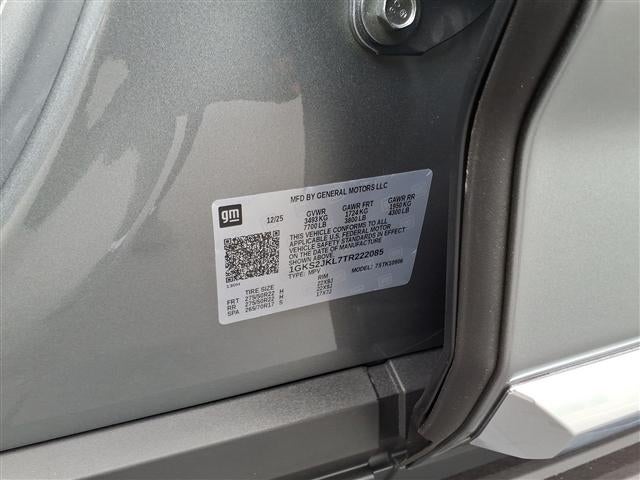 MFD BY GENERAL MOTORS LLC
gm
12/25 GVWR GAWR FRT GAWR RR
3493 KG 1724 KG 1950 KG
7700 LB 3800 LB 4300 LB
THIS VEHICLE CONFORMS TO ALL
APPLICABLE U.S. FEDERAL MOTOR
VEHICLE SAFETY STANDARDS IN EFFECT
ON THE DATE OF MANUFACTURE
SHOWN ABOVE.
1GKS2JKL7TR222085
TYPE: MPV MODEL: 7STK10906
TIRE SIZE RIM
FRT 275/50R22 H 22X9J
RR 275/50R22 H 22X9J
SPA 265/70R17 S 17X7J